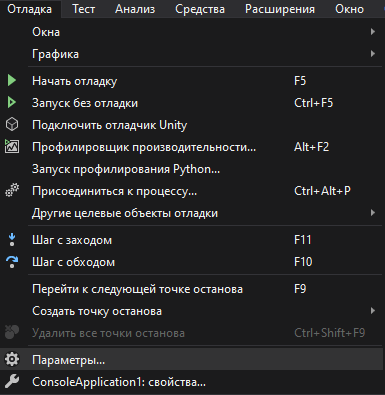 Отладка Тест Анализ Средства Расширения Окно
Окна
Графика
Начать отладку F5
Запуск без отладки Ctrl+F5
Подключить отладчик Unity
Профилировщик производительности... Alt+F2
Запуск профилирования Python...
Присоединиться к процессу... Ctrl+Alt+P
Другие целевые объекты отладки
Шаг с заходом F11
Шаг с обходом F10
Перейти к следующей точке останова F9
Создать точку останова
Удалить все точки останова Ctrl+Shift+F9
Параметры...
ConsoleApplication1: свойства...